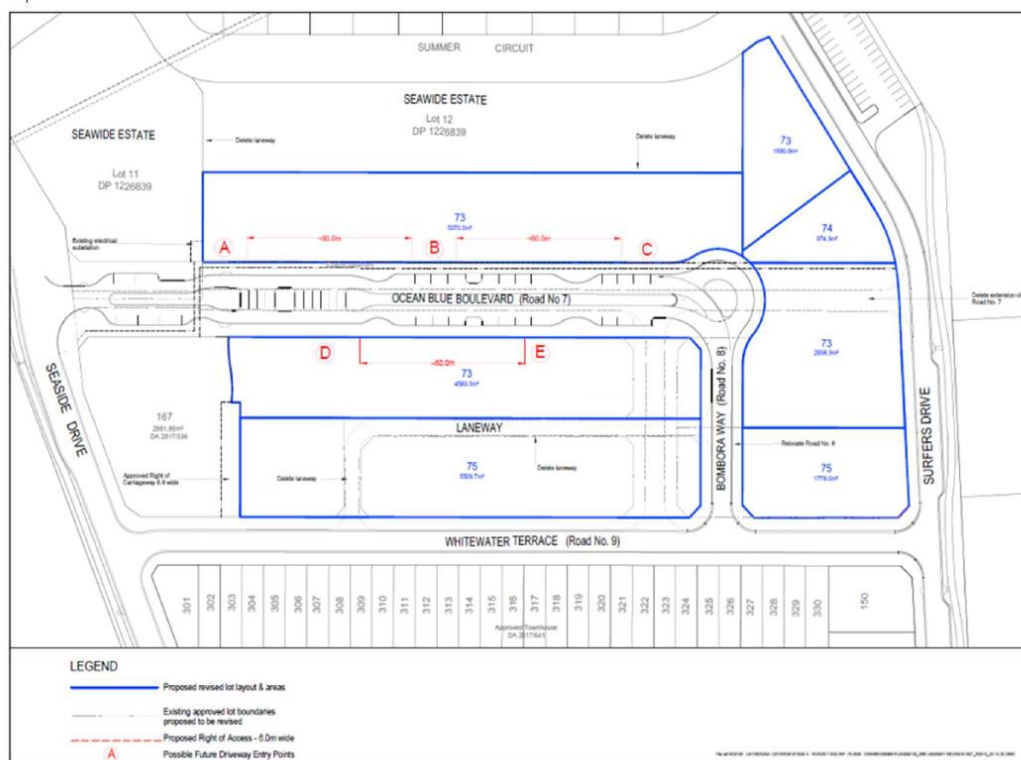 SUMMER CIRCUIT
SEAWIDE ESTATE
Lot 12
DP 1226839
SEAWIDE ESTATE
Lot 11
DP 1226839
Delete laneway
Delete laneway
73
74
73
A
~60.0m
B
~60.0m
C
Existing electrical
substation
OCEAN BLUE BOULEVARD (Road No 7)
Delete extension of
Road No. 7
D
~60.0m
E
73
73
SEASIDE DRIVE
167
DA 2017/
LANEWAY
BOMBORA WAY (Road No. 8)
Relocate Road No. 8
SURFERS DRIVE
Approved Right of
Carriageway 6.6 wide
Delete laneway
75
Delete laneway
75
WHITEWATER TERRACE (Road No. 9)
301 302 303 304 305 306 307 308 309 310 311 312 313 314 315 316 317 318 319 320 321 322 323 324 325 326 327 328 329 330 150
Approved Townhouse
DA 2017/641
LEGEND
Proposed revised lot layout & areas
Existing approved lot boundaries
proposed to be revised
Proposed Right of Access - 6.0m wide
A Possible Future Driveway Entry Points